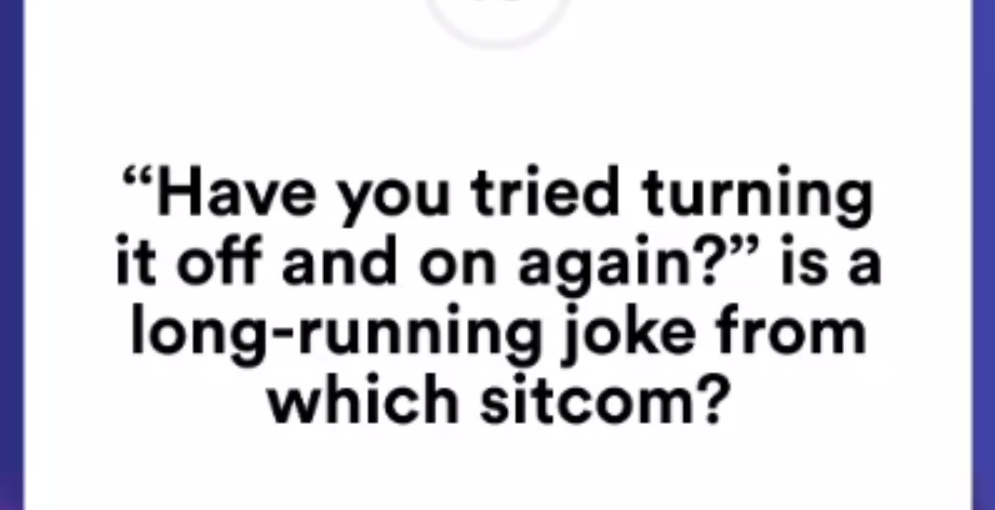 “Have you tried turning
it off and on again?” is a
long-running joke from
which sitcom?